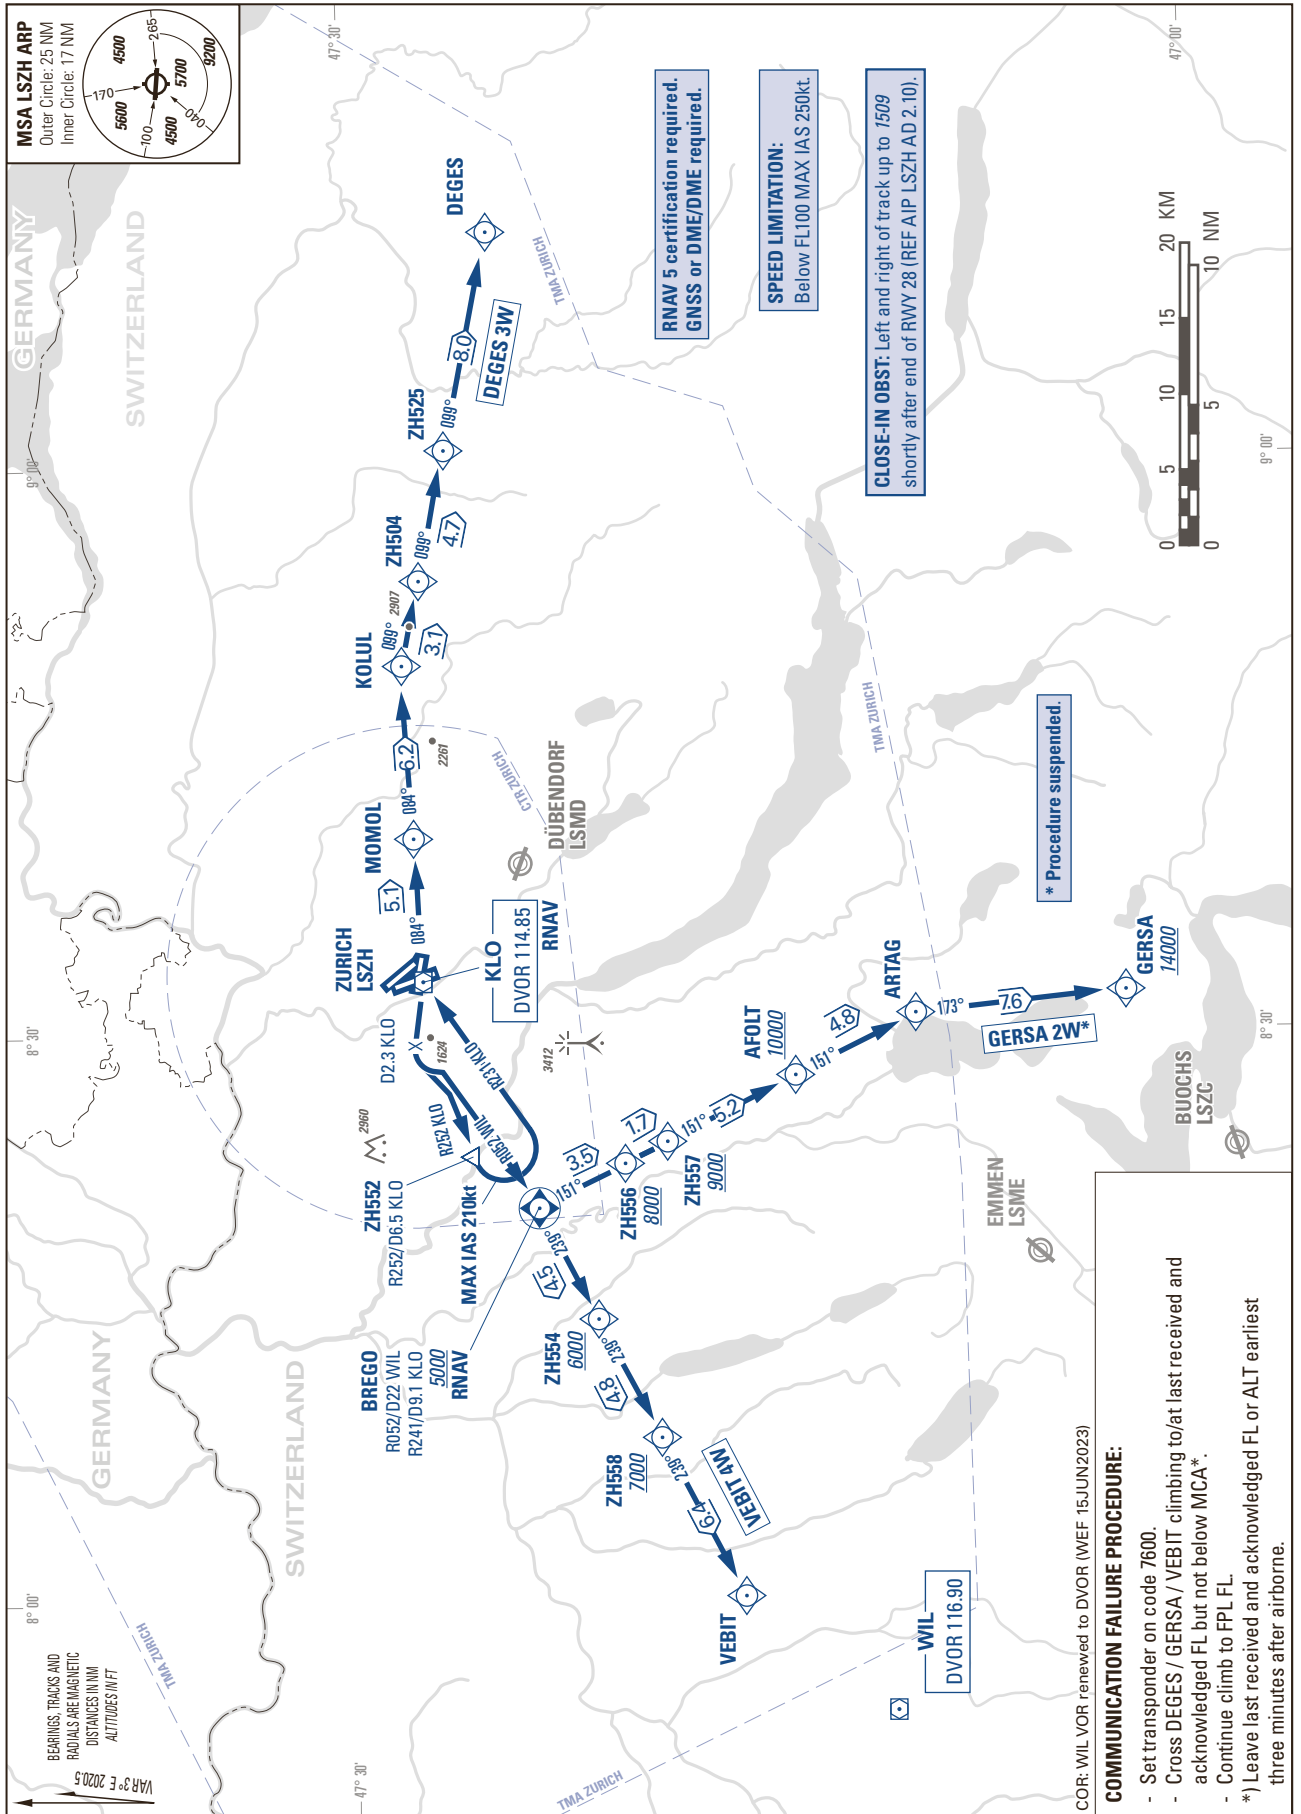 BEARINGS, TRACKS AND
RADIALS ARE MAGNETIC
DISTANCES IN NM
ALTITUDES IN FT
VAR 3° E 2020.5
MSA LSZH ARP
Outer Circle: 25 NM
Inner Circle: 17 NM
170
265
100
040
4500
5600
5700
4500
9200
8° 00'
8° 30'
9° 00'
47° 30'
GERMANY
GERMANY
SWITZERLAND
SWITZERLAND
TMA ZURICH
BREGO
R052/D22 WIL
R241/D9.1 KLO
5000
RNAV
ZH552
R252/D6.5 KLO
MAX IAS 210kt
2960
R252 KLO
R052 WIL
R231 KLO
D2.3 KLO
X
1624
ZURICH
LSZH
KLO
DVOR 114.85
RNAV
084°
5.1
MOMOL
084°
6.2
2261
CTR ZURICH
KOLUL
099°
2907
3.1
ZH504
099°
4.7
ZH525
099°
8.0
DEGES 3W
DEGES
TMA ZURICH
DÜBENDORF
LSMD
3412
239°
4.5
ZH554
6000
239°
4.8
ZH558
7000
239°
6.4
VEBIT 4W
VEBIT
151°
3.5
ZH556
8000
1.7
ZH557
9000
151°
5.2
AFOLT
10000
151°
4.8
ARTAG
173°
7.6
GERSA 2W*
GERSA
14000
TMA ZURICH
* Procedure suspended.
RNAV 5 certification required.
GNSS or DME/DME required.
SPEED LIMITATION:
Below FL100 MAX IAS 250kt.
CLOSE-IN OBST: Left and right of track up to 1509
shortly after end of RWY 28 (REF AIP LSZH AD 2.10).
WIL
DVOR 116.90
EMMEN
LSME
BUOCHS
LSZC
0 5 10 15 20 KM
0 5 10 NM
47° 30'
TMA ZURICH
8° 30'
9° 00'
47° 00'
COR: WIL VOR renewed to DVOR (WEF 15JUN2023)
COMMUNICATION FAILURE PROCEDURE:
- Set transponder on code 7600.
- Cross DEGES / GERSA / VEBIT climbing to/at last received and
acknowledged FL but not below MCA*.
- Continue climb to FPL FL.
*) Leave last received and acknowledged FL or ALT earliest
three minutes after airborne.